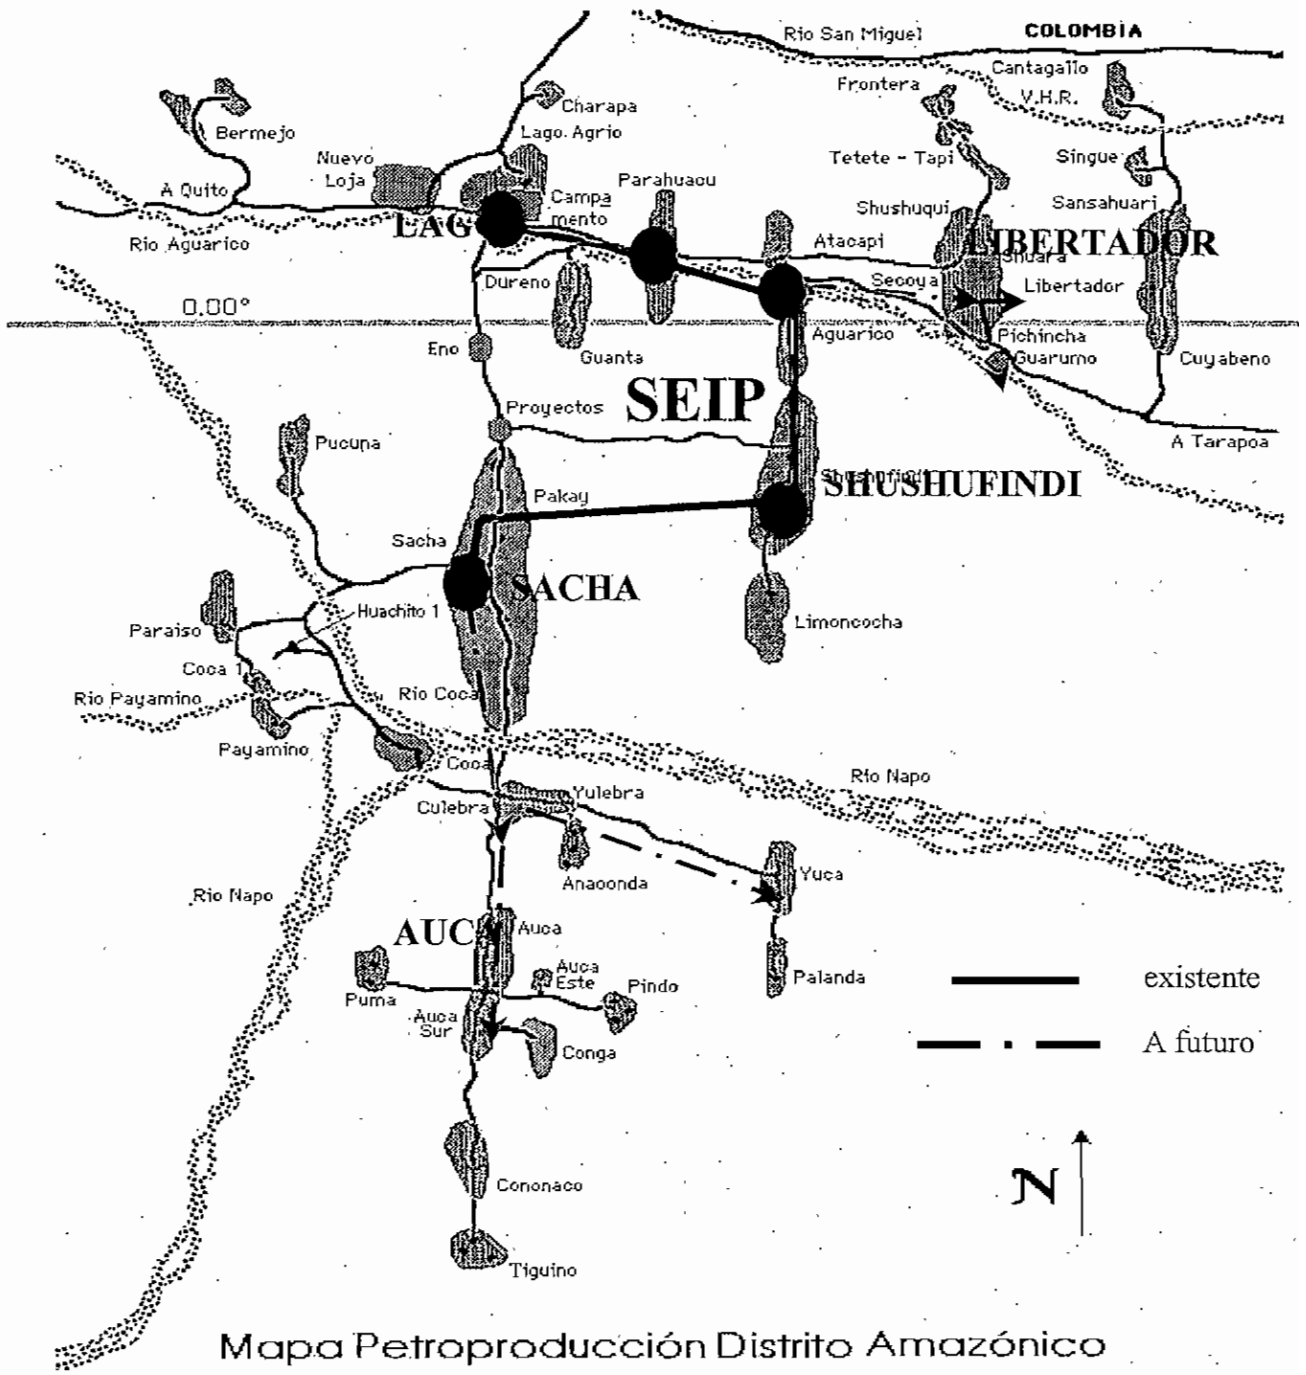 Rio San Miguel
COLOMBIA
Cantagallo
Frontera
V.H.R.
Charapa
Bermejo
Lago Agrio
Nuevo
Loja
Tetete - Tapi
Singue
A Quito
Parahuacu
Campa
mento
Shushuqui
Sansahuari
LAG
Rio Aguarico
Atacapi
LIBERTADOR
Shuara
Dureno
Secoya
Libertador
0.00°
Aguarico
Pichincha
Guarumo
Eno
Guanta
Cuyabeno
SEIP
Proyectos
Pucuna
A Tarapoa
Pakay
SHUSHUFINDI
Sacha
SACHA
Huachito 1
Paraiso
Limoncocha
Coca 1
Rio Payamino
Rio Coca
Payamino
Coca
Rio Napo
Culebra
Yulebra
Rio Napo
Anaconda
Yuca
AUCA
Auca
Auca
Este
Puma
Pindo
Palanda
existente
Auca
Sur
Conga
A futuro
N
Cononaco
Tiguino
Mapa Petroproducción Distrito Amazónico